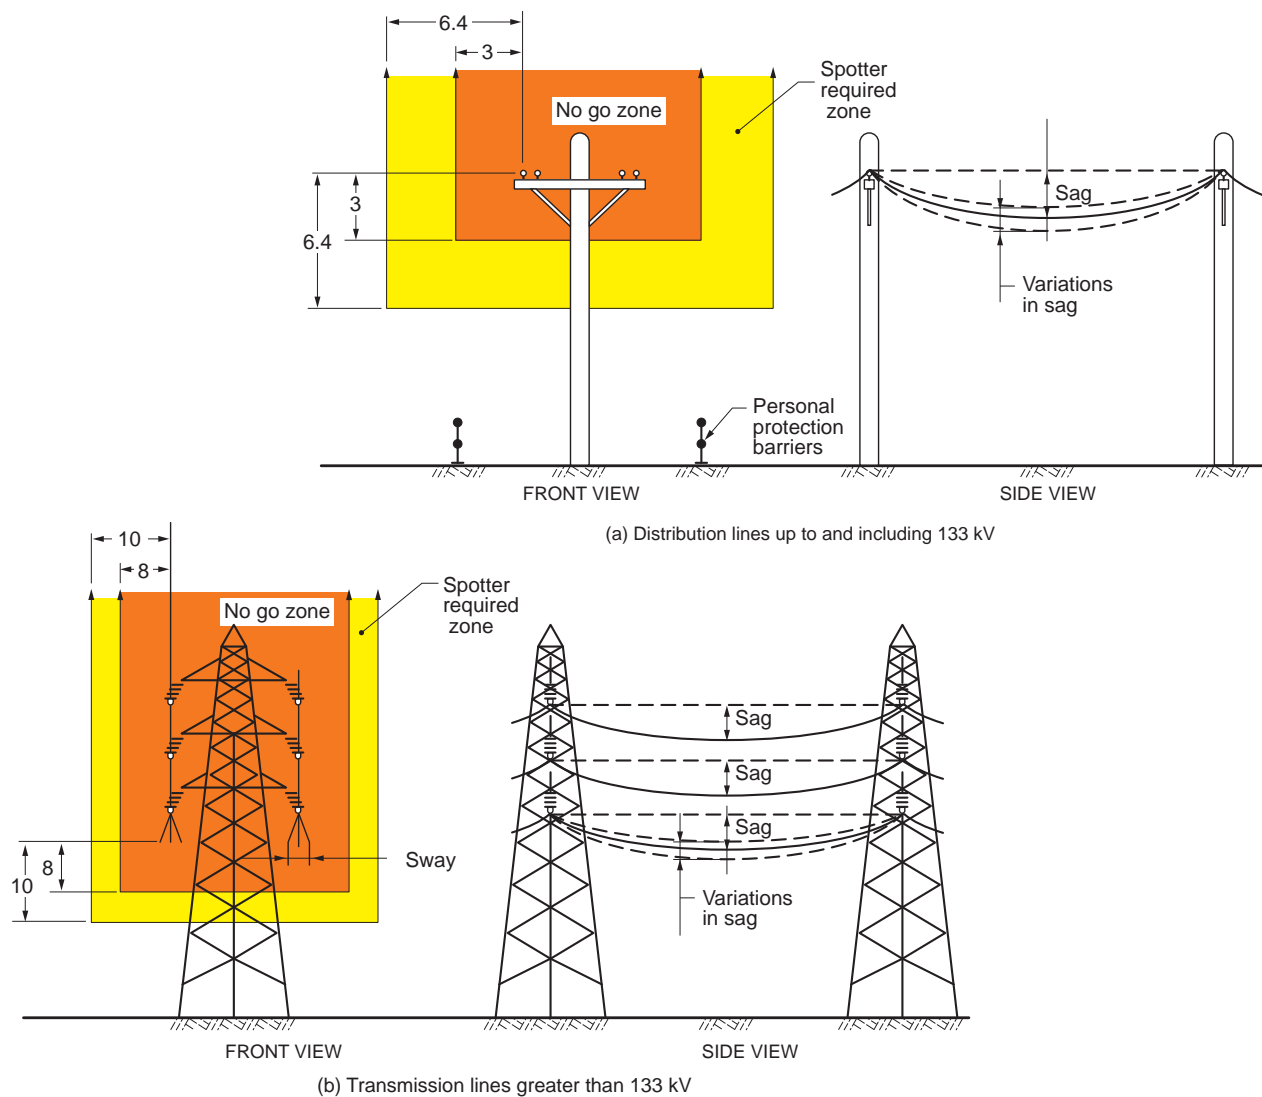 6.4
3
Spotter
required
zone
No go zone
3
6.4
Sag
Variations
in sag
Personal
protection
barriers
FRONT VIEW
SIDE VIEW
(a) Distribution lines up to and including 133 kV
10
8
Spotter
required
zone
No go zone
Sag
Sag
Sag
8
10
Sway
Variations
in sag
FRONT VIEW
SIDE VIEW
(b) Transmission lines greater than 133 kV